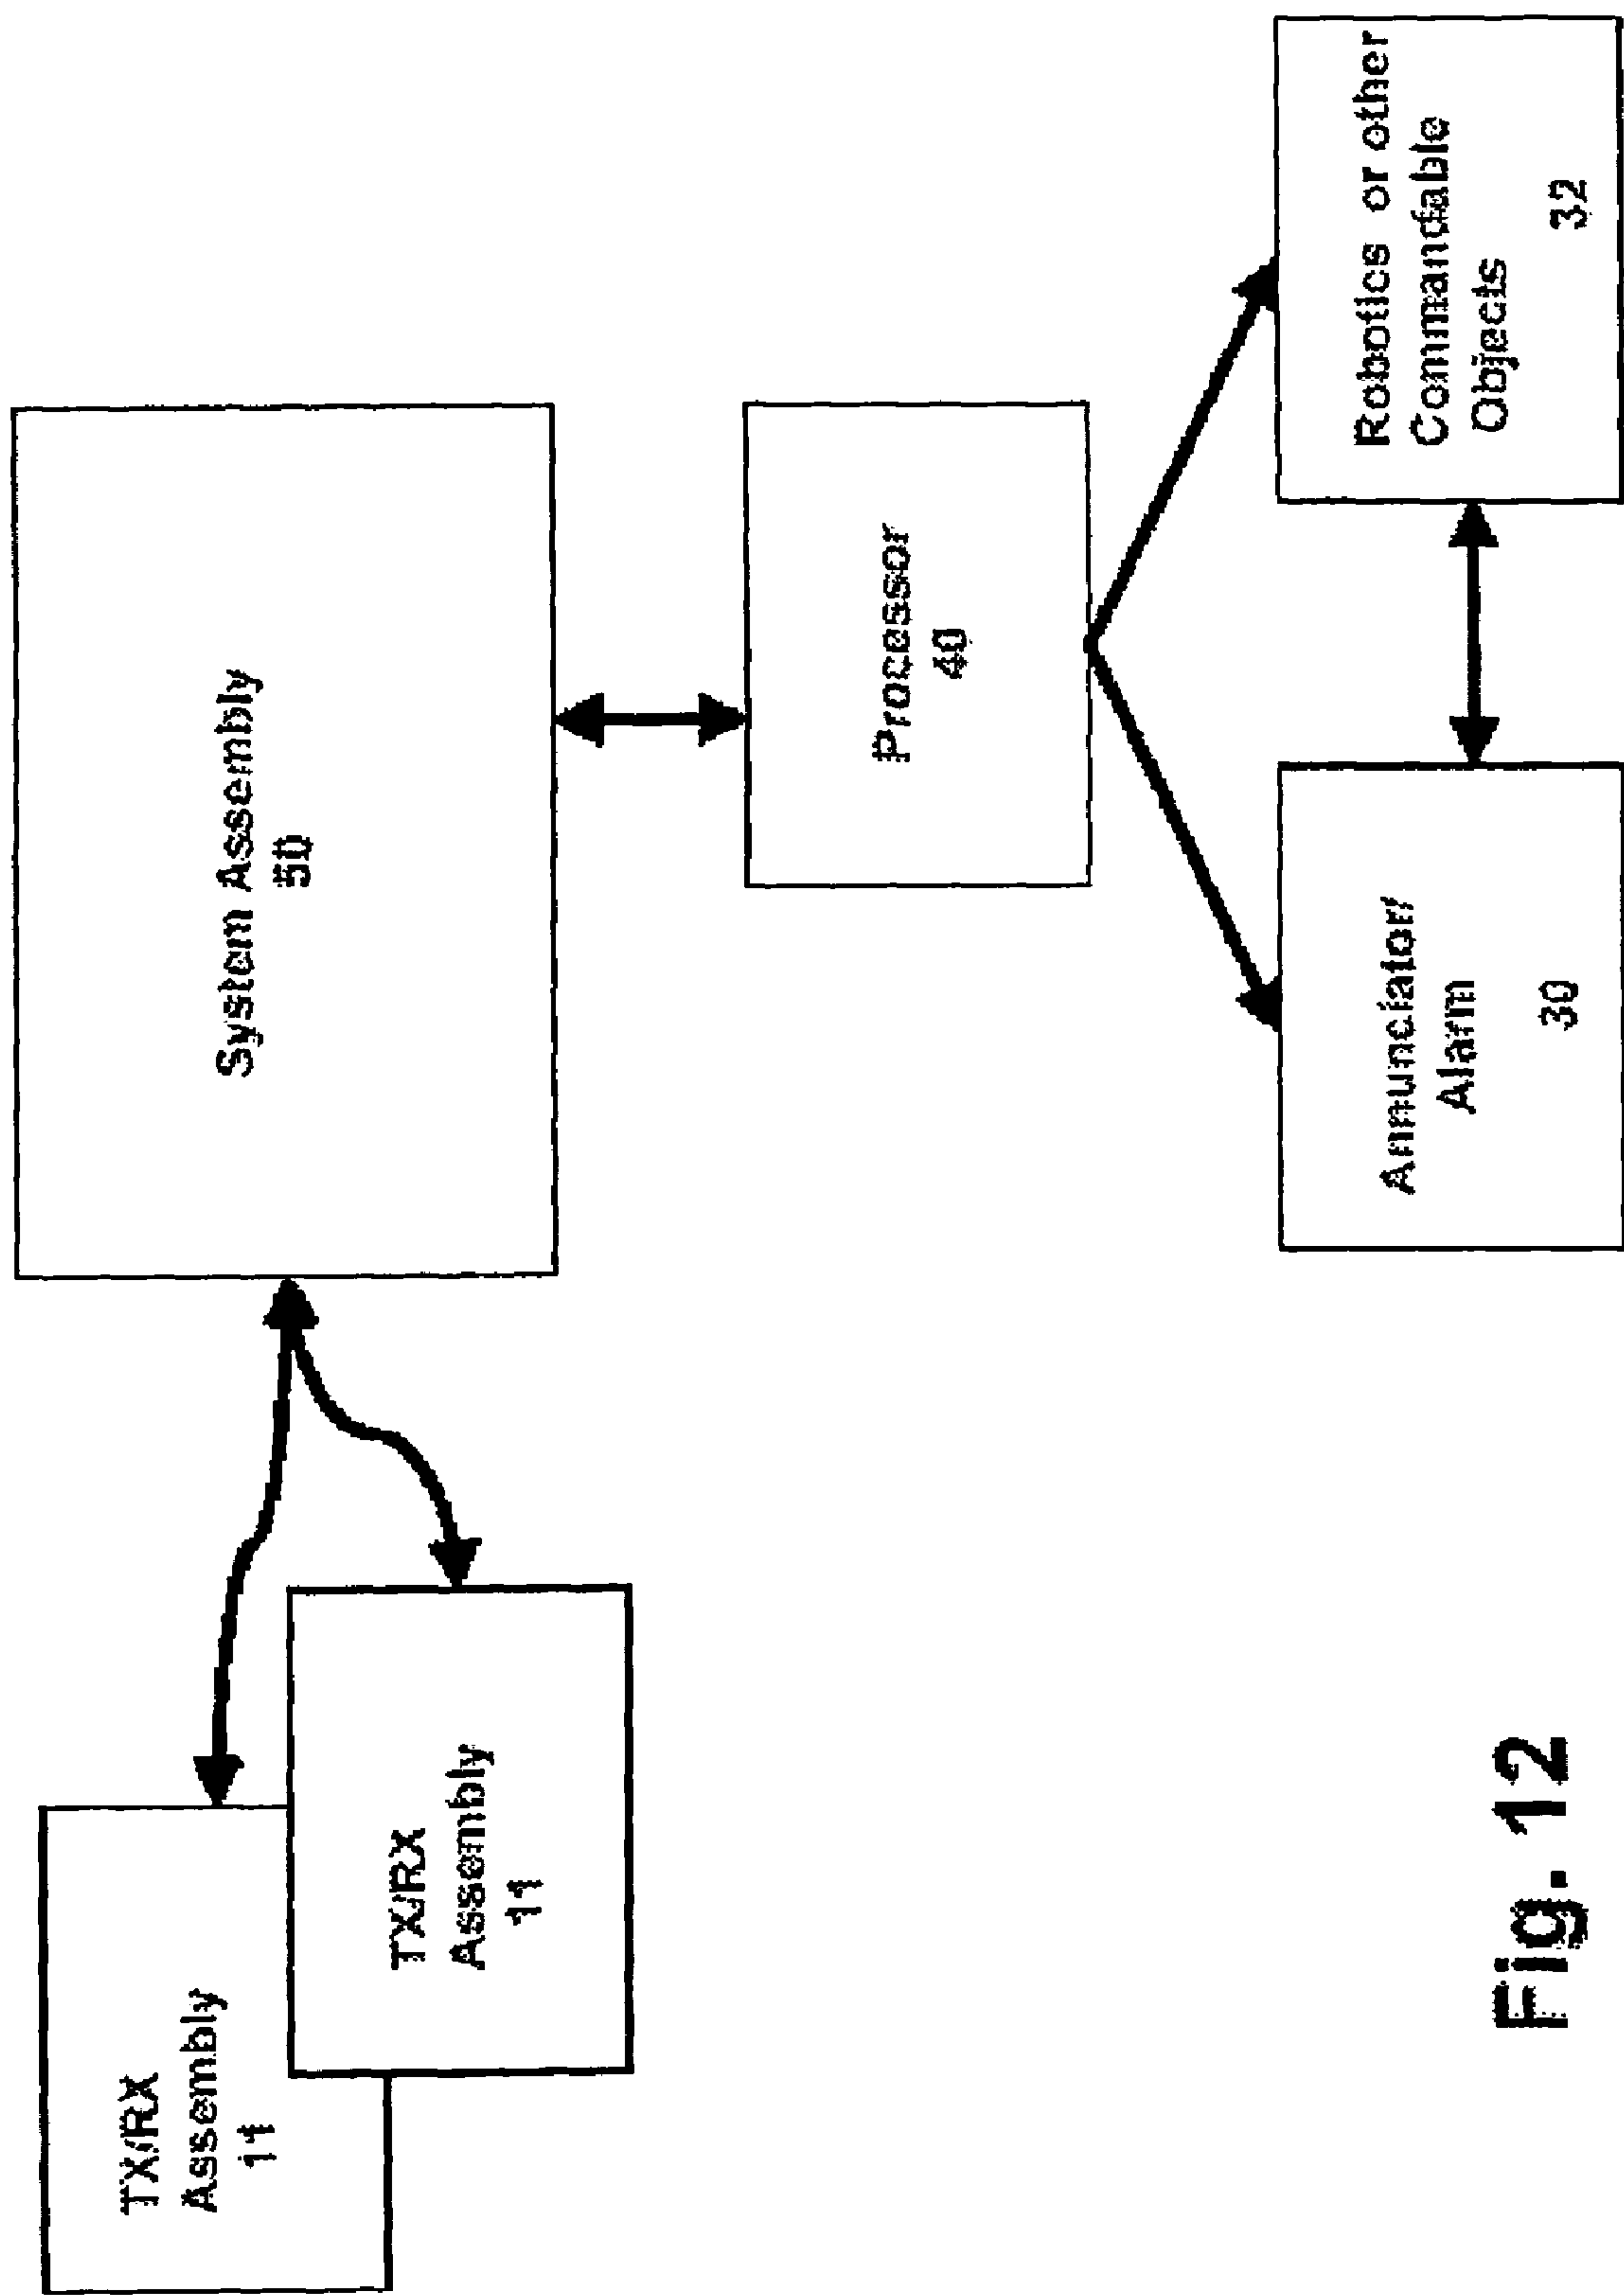 TX/RX
Assembly
11
TX/RX
Assembly
11
System Assembly
50
Processor
40
Annunciator/
Alarm
30
Robotics or other
Commandable
Objects
32
Fig. 12